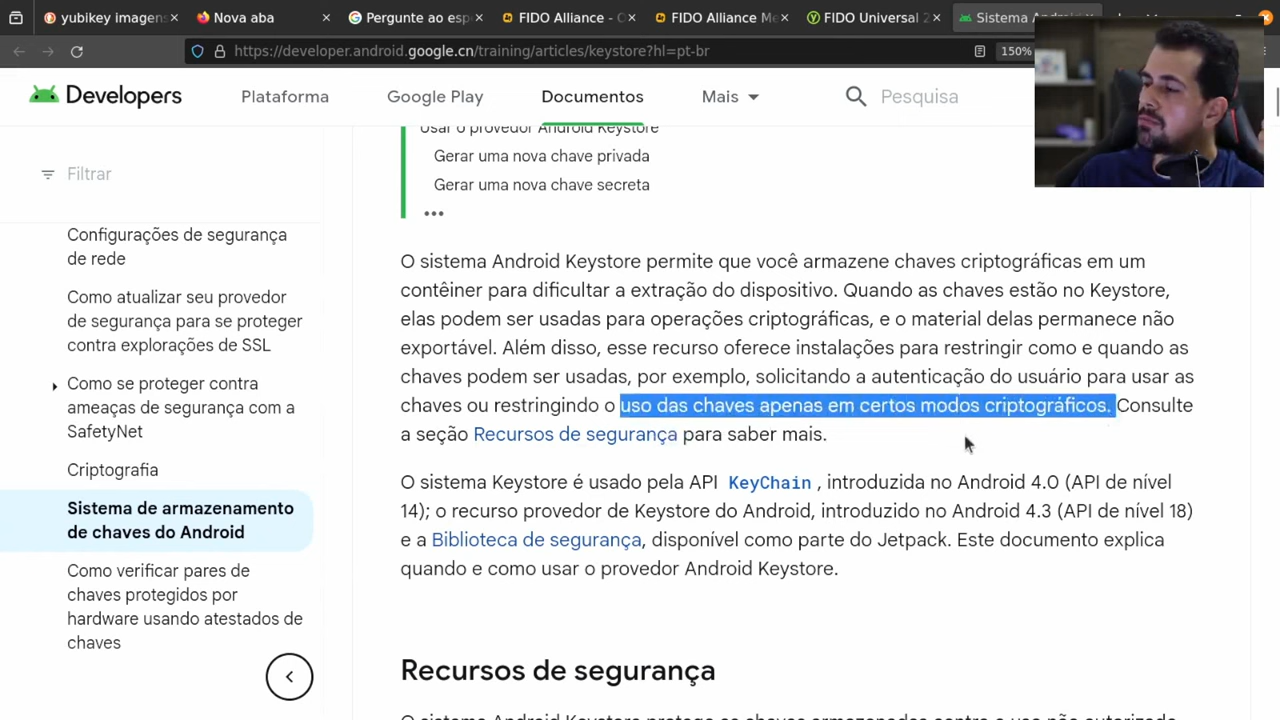 yubikey imagens
Nova aba
Pergunte ao esp
FIDO Alliance - O
FIDO Alliance Me
FIDO Universal 2
Sistema Android
https://developer.android.google.cn/training/articles/keystore?hl=pt-br
150%
Developers
Plataforma
Google Play
Documentos
Mais
Pesquisa
Filtrar
Configurações de segurança
de rede
Como atualizar seu provedor
de segurança para se proteger
contra explorações de SSL
Como se proteger contra
ameaças de segurança com a
SafetyNet
Criptografia
Sistema de armazenamento
de chaves do Android
Como verificar pares de
chaves protegidos por
hardware usando atestados de
chaves
Usar o provedor Android Keystore
Gerar uma nova chave privada
Gerar uma nova chave secreta
•••
O sistema Android Keystore permite que você armazene chaves criptográficas em um
contêiner para dificultar a extração do dispositivo. Quando as chaves estão no Keystore,
elas podem ser usadas para operações criptográficas, e o material delas permanece não
exportável. Além disso, esse recurso oferece instalações para restringir como e quando as
chaves podem ser usadas, por exemplo, solicitando a autenticação do usuário para usar as
chaves ou restringindo o uso das chaves apenas em certos modos criptográficos. Consulte
a seção Recursos de segurança para saber mais.
O sistema Keystore é usado pela API KeyChain , introduzida no Android 4.0 (API de nível
14); o recurso provedor de Keystore do Android, introduzido no Android 4.3 (API de nível 18)
e a Biblioteca de segurança, disponível como parte do Jetpack. Este documento explica
quando e como usar o provedor Android Keystore.
Recursos de segurança
O sistema Android Keystore protege as chaves armazenadas contra o uso não autorizado